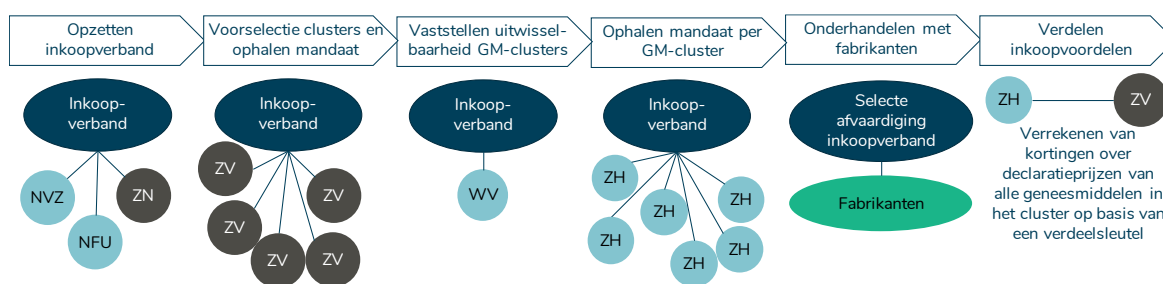 Opzetten
inkoopverband
Voorselectie clusters en
ophalen mandaat
Vaststellen uitwissel-
baarheid GM-clusters
Ophalen mandaat per
GM-cluster
Onderhandelen met
fabrikanten
Verdelen
inkoopvoordelen
Inkoop-
verband
NVZ
NFU
ZN
Inkoop-
verband
ZV
ZV
ZV
ZV
ZV
Inkoop-
verband
WV
Inkoop-
verband
ZH
ZH
ZH
ZH
ZH
ZH
Selecte
afvaardiging
inkoopverband
Fabrikanten
ZH
ZV
Verrekenen van
kortingen over
declaratieprijzen van
alle geneesmiddelen in
het cluster op basis van
een verdeelsleutel